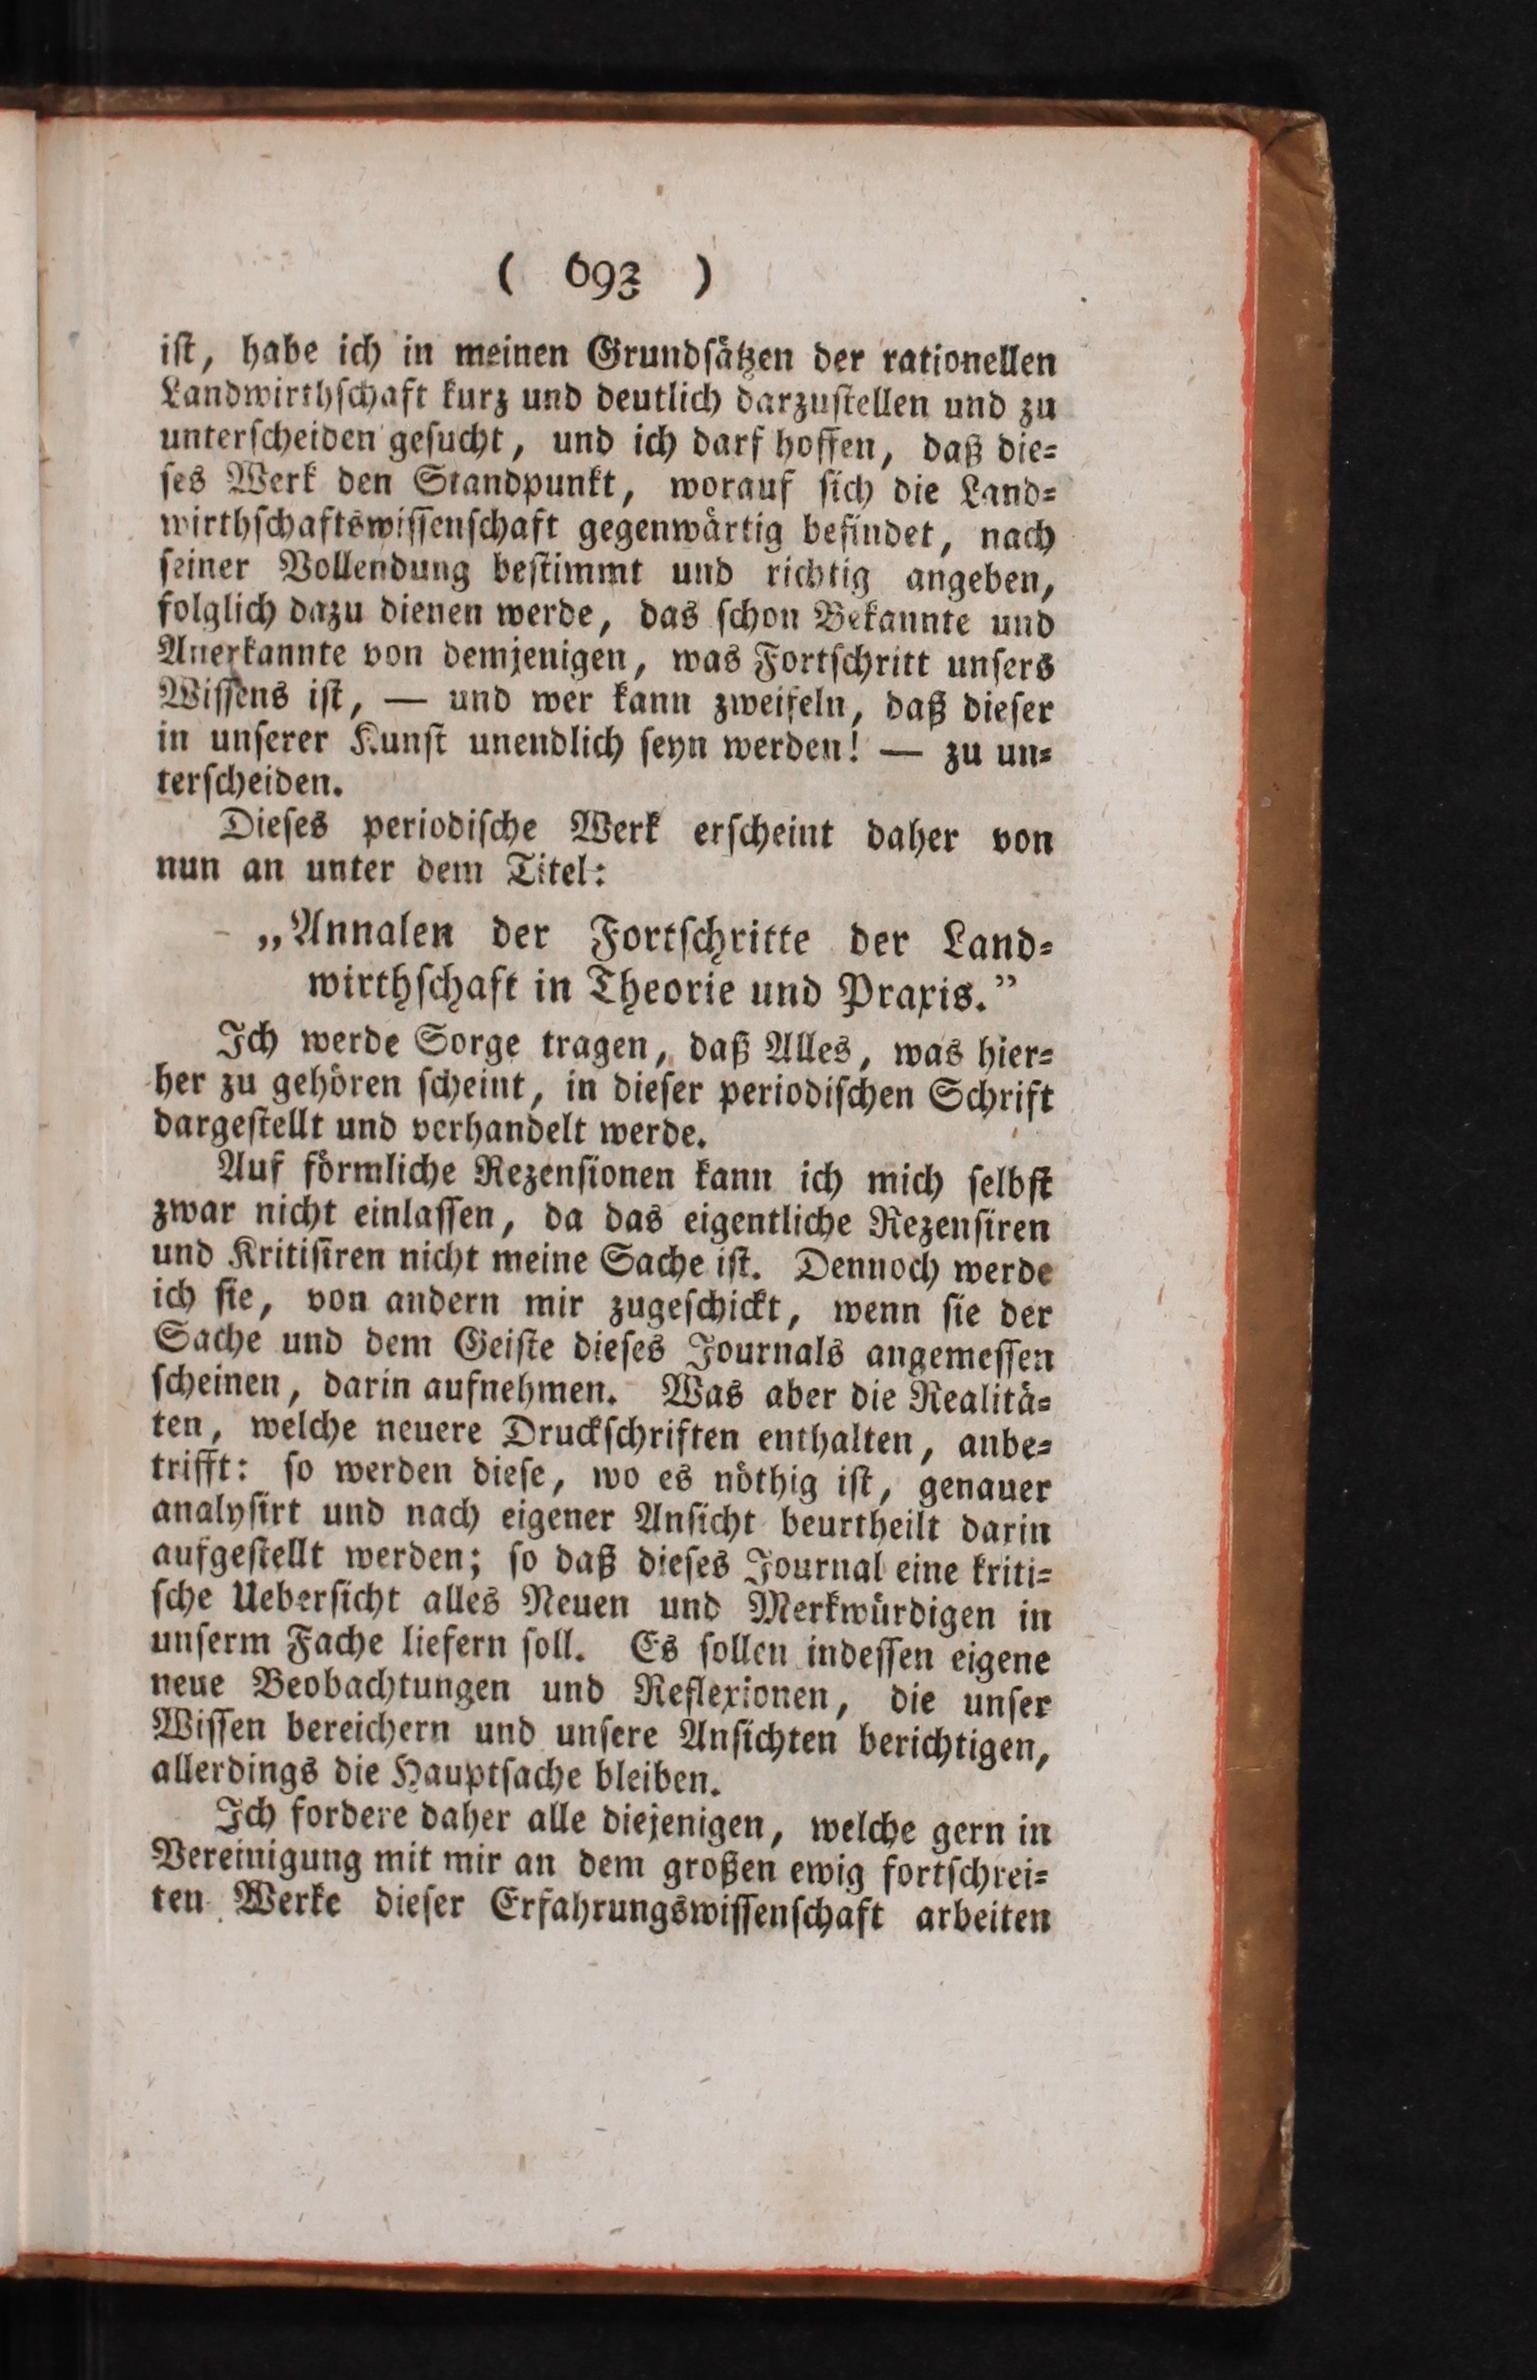 ( 693 )
iſt, habe ich in meinen Grundſätzen der rationellen
Landwirthſchaft kurz und deutlich darzuſtellen und zu
unterſcheiden geſucht, und ich darf hoffen, daß die⸗
ſes Werk den Standpunkt, worauf ſich die Land⸗
wirthſchaftswiſſenſchaft gegenwärtig befindet, nach
ſeiner Vollendung beſtimmt und richtig angeben,
folglich dazu dienen werde, das ſchon Bekannte und
Anerkannte von demjenigen, was Fortſchritt unſers
Wiſſens iſt, — und wer kann zweifeln, daß dieſer
in unſerer Kunſt unendlich ſeyn werden! — zu un⸗
terſcheiden.
Dieſes periodiſche Werk erſcheint daher von
nun an unter dem Titel:
„Annalen der Fortſchritte der Land⸗
wirthſchaft in Theorie und Praxis.”
Ich werde Sorge tragen, daß Alles, was hier⸗
her zu gehören ſcheint, in dieſer periodiſchen Schrift
dargeſtellt und verhandelt werde.
Auf förmliche Rezenſionen kann ich mich ſelbſt
zwar nicht einlaſſen, da das eigentliche Rezenſiren
und Kritiſiren nicht meine Sache iſt. Dennoch werde
ich ſie, von andern mir zugeſchickt, wenn ſie der
Sache und dem Geiſte dieſes Journals angemeſſen
ſcheinen, darin aufnehmen. Was aber die Realitä⸗
ten, welche neuere Druckſchriften enthalten, anbe⸗
trifft: ſo werden dieſe, wo es nöthig iſt, genauer
analyſirt und nach eigener Anſicht beurtheilt darin
aufgeſtellt werden; ſo daß dieſes Journal eine kriti⸗
ſche Ueberſicht alles Neuen und Merkwürdigen in
unſerm Fache liefern ſoll. Es ſollen indeſſen eigene
neue Beobachtungen und Reflexionen, die unſer
Wiſſen bereichern und unſere Anſichten berichtigen,
allerdings die Hauptſache bleiben.
Ich fordere daher alle diejenigen, welche gern in
Vereinigung mit mir an dem großen ewig fortſchrei⸗
ten Werke dieſer Erfahrungswiſſenſchaft arbeiten